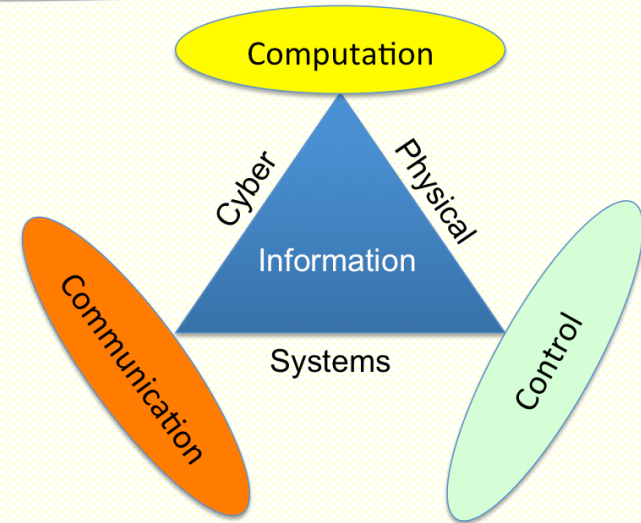 Computation
Cyber
Physical
Information
Communication
Systems
Control